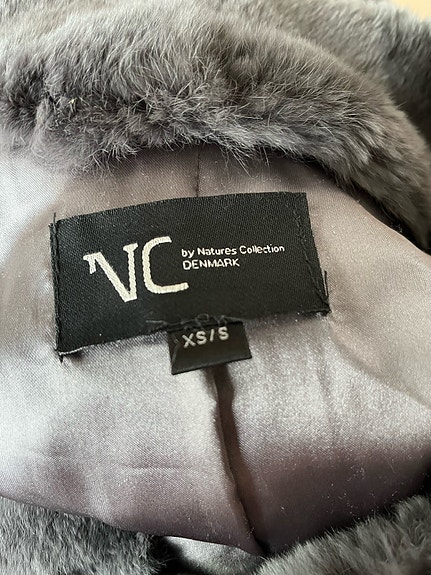 NC
by Natures Collection
DENMARK
XS/S